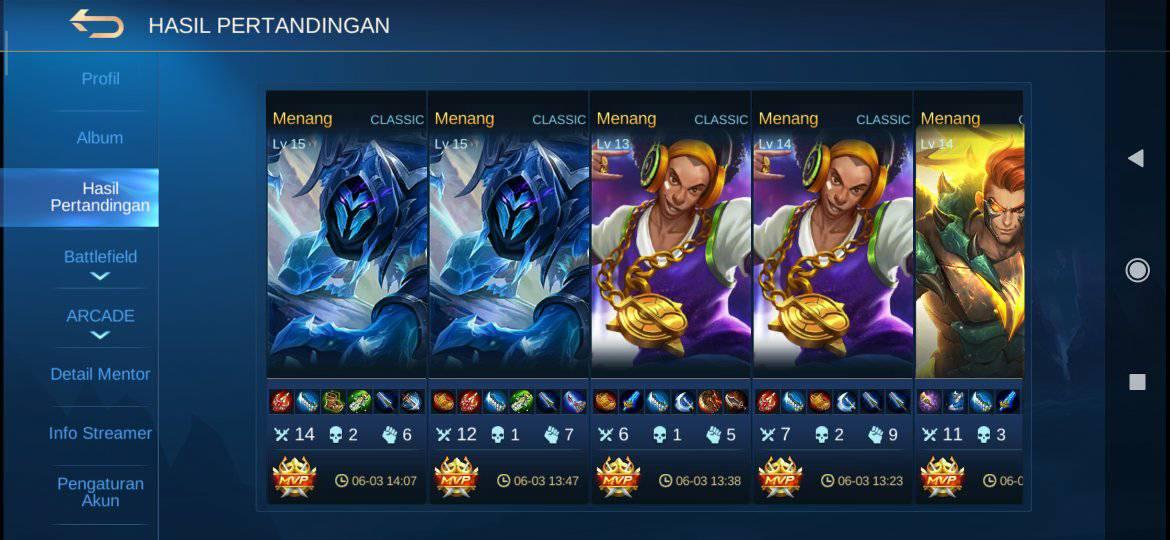 HASIL PERTANDINGAN
Profil
Album
Hasil
Pertandingan
Battlefield
ARCADE
Detail Mentor
Info Streamer
Pengaturan
Akun
Menang CLASSIC
Lv 15
14 2 6
MVP 06-03 14:07
Menang CLASSIC
Lv 15
12 1 7
MVP 06-03 13:47
Menang CLASSIC
Lv 13
6 1 5
MVP 06-03 13:38
Menang CLASSIC
Lv 14
7 2 9
MVP 06-03 13:23
Menang
Lv 14
11 3
MVP 06-0